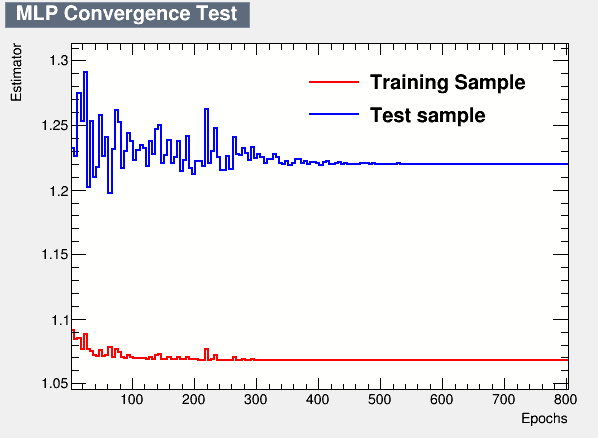 MLP Convergence Test
Estimator
1.3
1.25
1.2
1.15
1.1
1.05
Training Sample
Test sample
100 200 300 400 500 600 700 800
Epochs